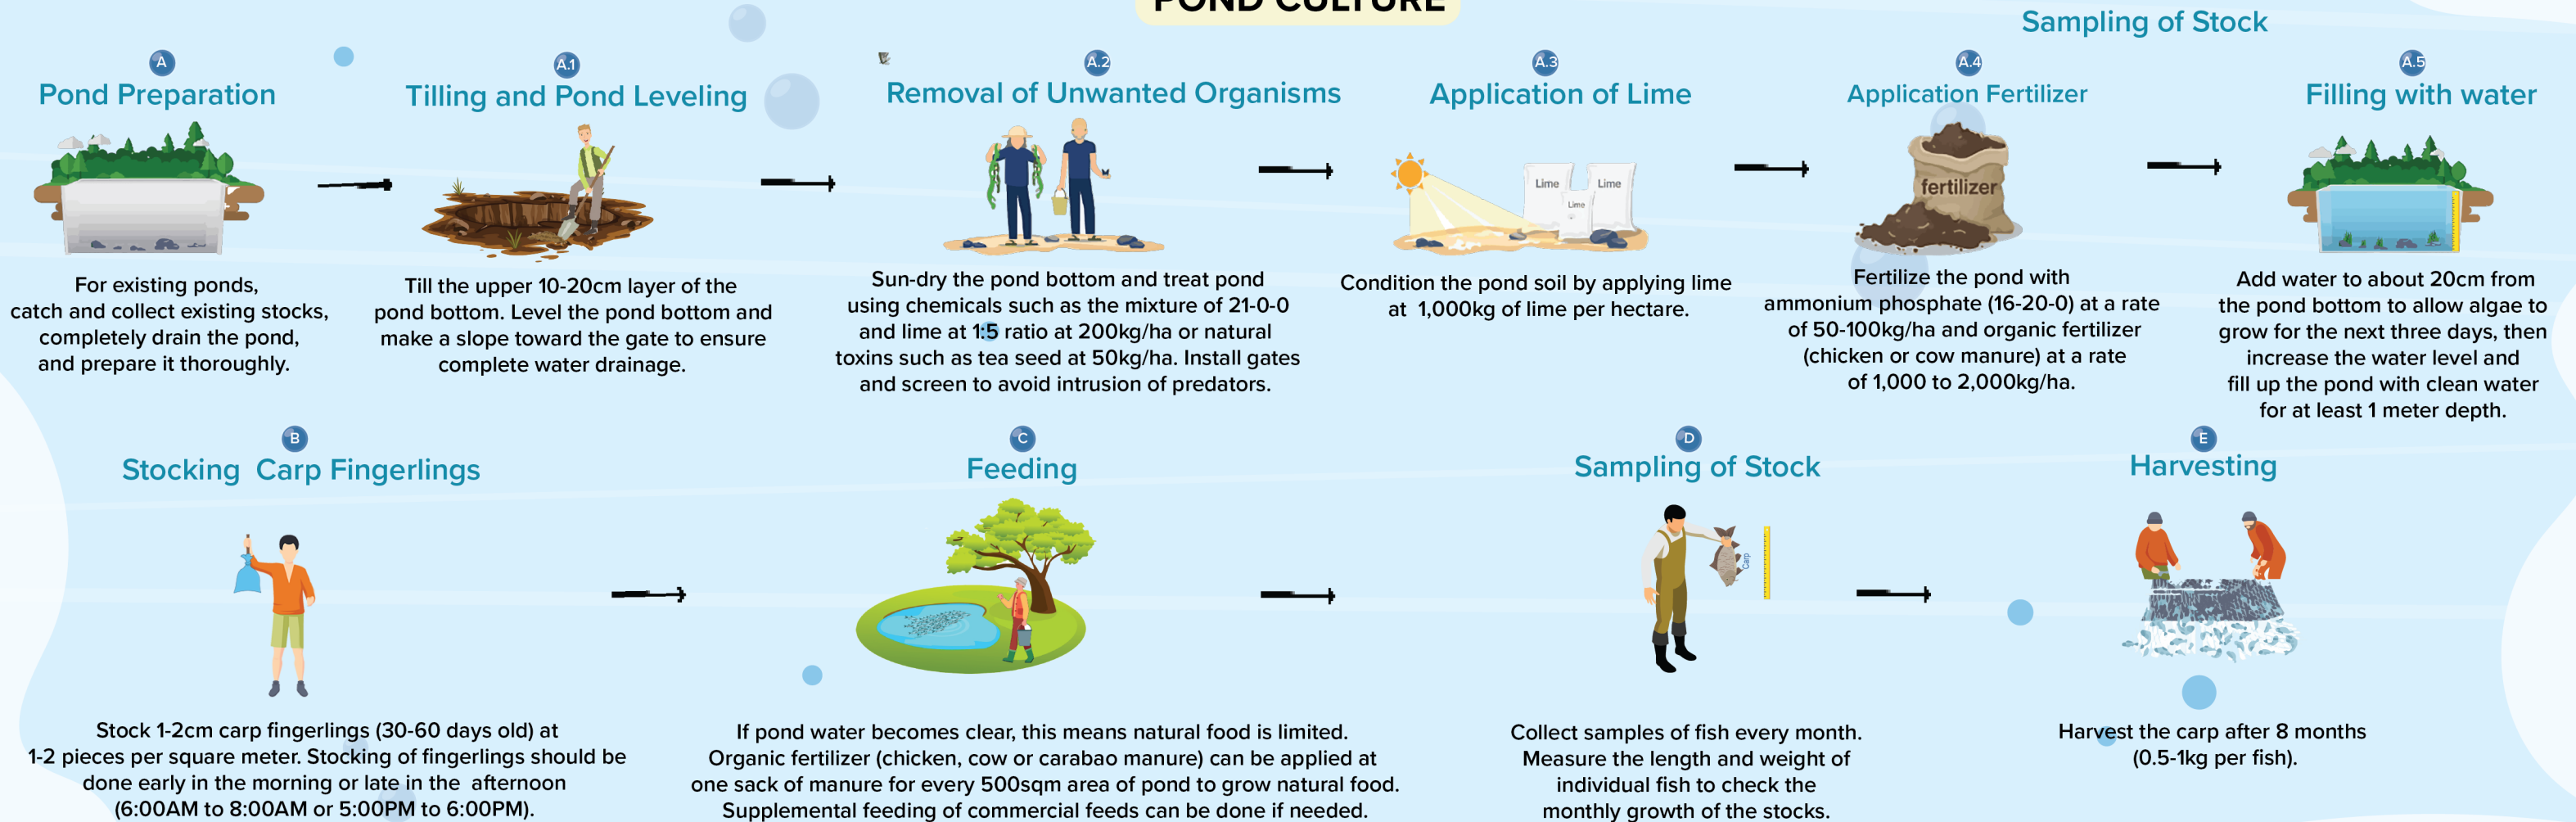 POND CULTURE
Sampling of Stock
A
Pond Preparation
For existing ponds,
catch and collect existing stocks,
completely drain the pond,
and prepare it thoroughly.
A.1
Tilling and Pond Leveling
Till the upper 10-20cm layer of the
pond bottom. Level the pond bottom and
make a slope toward the gate to ensure
complete water drainage.
A.2
Removal of Unwanted Organisms
Sun-dry the pond bottom and treat pond
using chemicals such as the mixture of 21-0-0
and lime at 1:5 ratio at 200kg/ha or natural
toxins such as tea seed at 50kg/ha. Install gates
and screen to avoid intrusion of predators.
A.3
Application of Lime
Lime
Lime
Lime
Condition the pond soil by applying lime
at 1,000kg of lime per hectare.
A.4
Application Fertilizer
fertilizer
Fertilize the pond with
ammonium phosphate (16-20-0) at a rate
of 50-100kg/ha and organic fertilizer
(chicken or cow manure) at a rate
of 1,000 to 2,000kg/ha.
A.5
Filling with water
Add water to about 20cm from
the pond bottom to allow algae to
grow for the next three days, then
increase the water level and
fill up the pond with clean water
for at least 1 meter depth.
B
Stocking Carp Fingerlings
Stock 1-2cm carp fingerlings (30-60 days old) at
1-2 pieces per square meter. Stocking of fingerlings should be
done early in the morning or late in the afternoon
(6:00AM to 8:00AM or 5:00PM to 6:00PM).
C
Feeding
If pond water becomes clear, this means natural food is limited.
Organic fertilizer (chicken, cow or carabao manure) can be applied at
one sack of manure for every 500sqm area of pond to grow natural food.
Supplemental feeding of commercial feeds can be done if needed.
D
Sampling of Stock
Carp
Collect samples of fish every month.
Measure the length and weight of
individual fish to check the
monthly growth of the stocks.
E
Harvesting
Harvest the carp after 8 months
(0.5-1kg per fish).